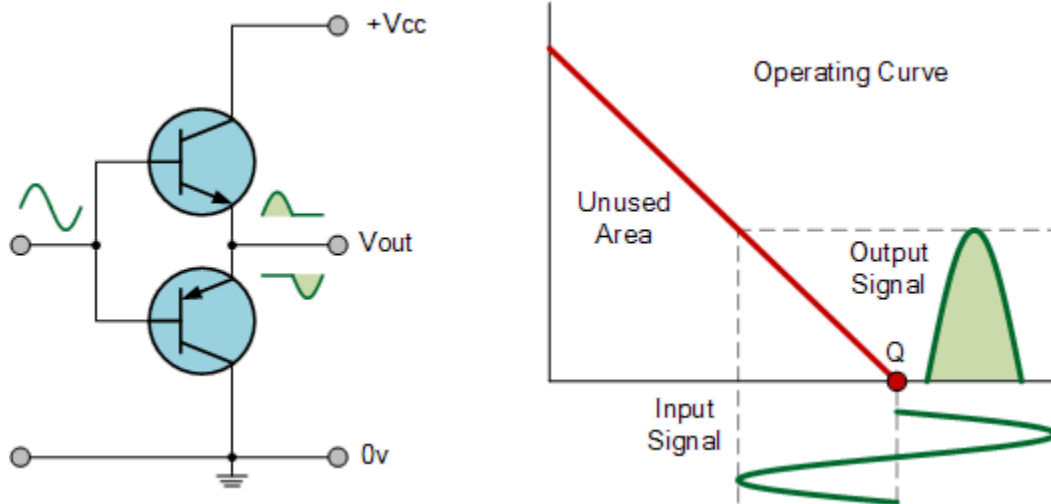 +Vcc
Vout
0v
Operating Curve
Unused
Area
Output
Signal
Q
Input
Signal